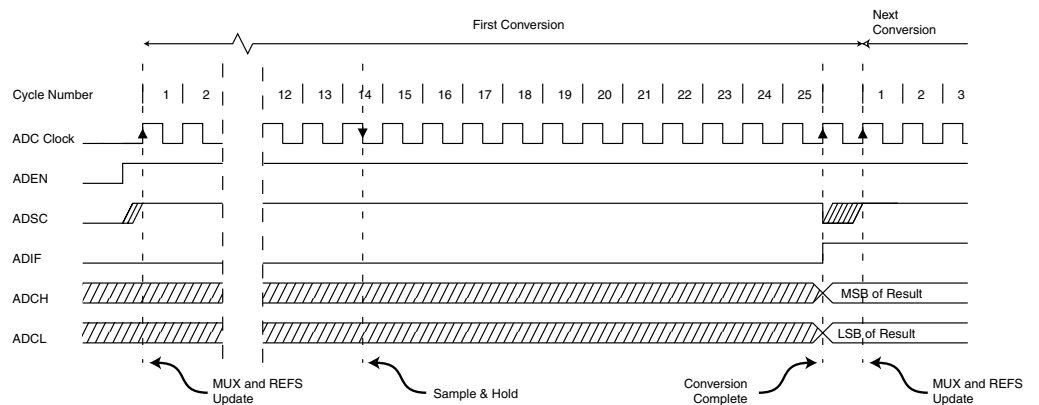 First Conversion
Next
Conversion
Cycle Number 1 2 12 13 14 15 16 17 18 19 20 21 22 23 24 25 1 2 3
ADC Clock
ADEN
ADSC
ADIF
ADCH MSB of Result
ADCL LSB of Result
MUX and REFS
Update
Sample & Hold
Conversion
Complete
MUX and REFS
Update